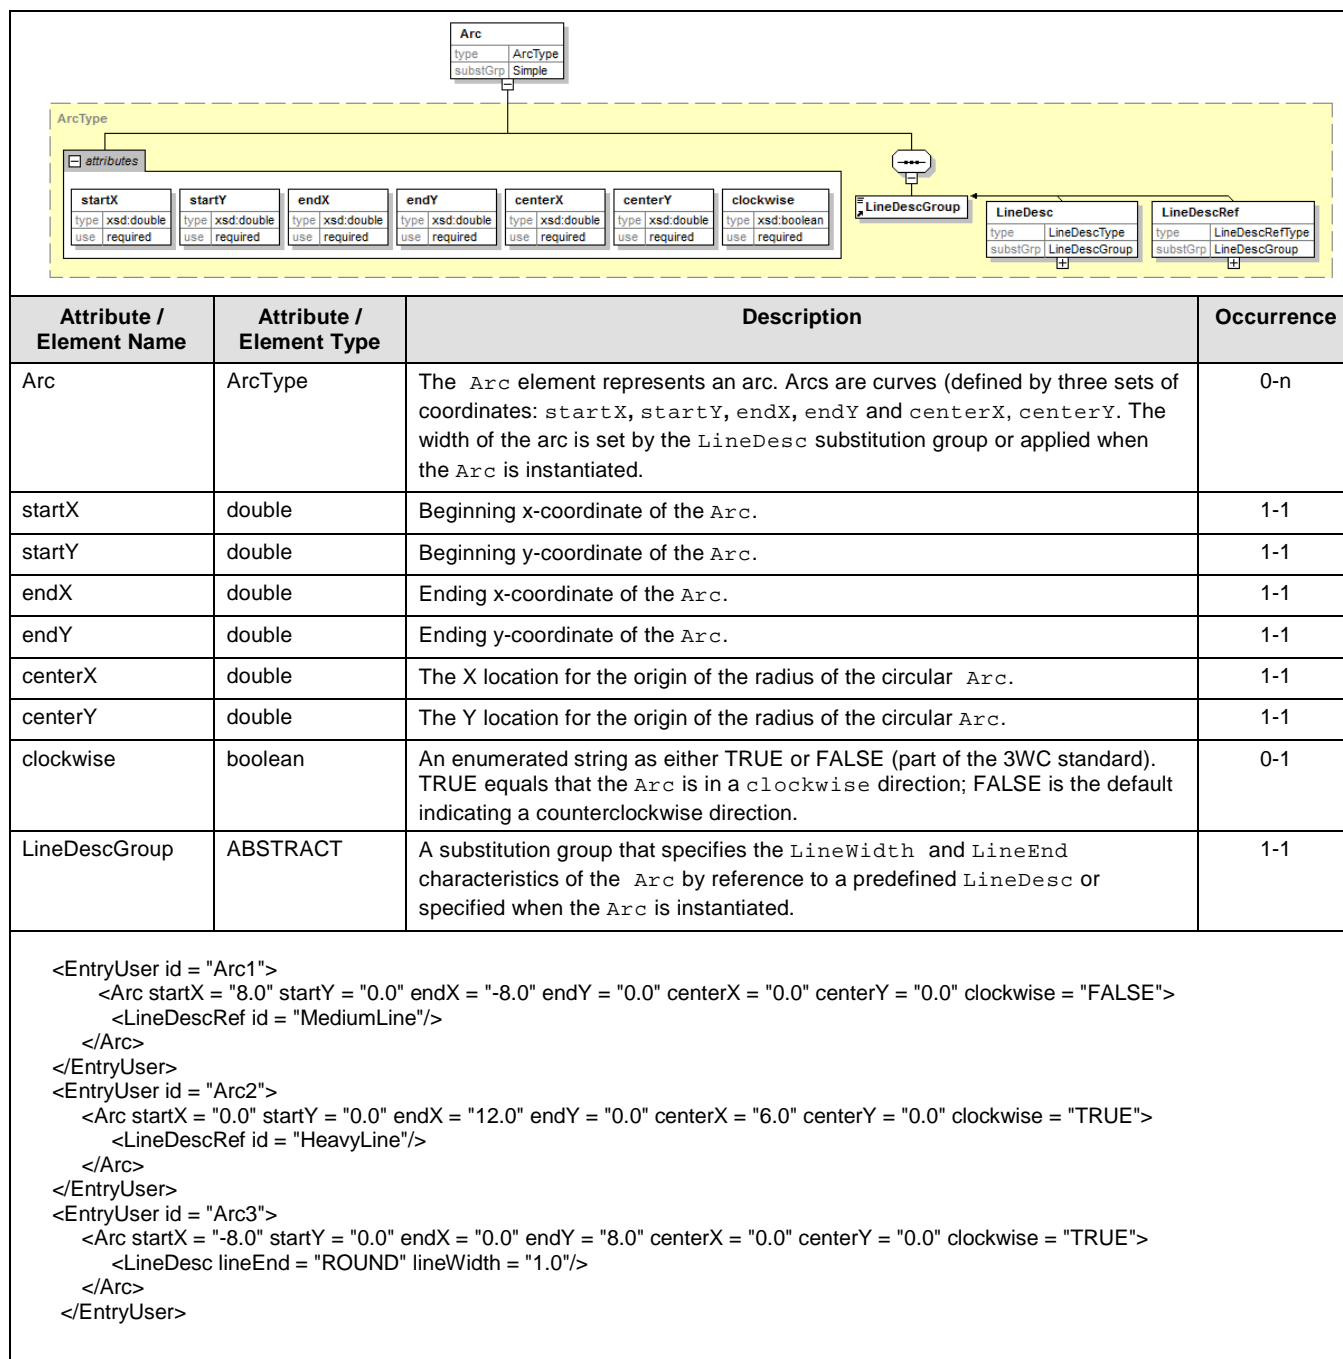 Arc
type ArcType
substGrp Simple
ArcType
attributes
startX
type xsd:double
use required
startY
type xsd:double
use required
endX
type xsd:double
use required
endY
type xsd:double
use required
centerX
type xsd:double
use required
centerY
type xsd:double
use required
clockwise
type xsd:boolean
use required
LineDescGroup
LineDesc
type LineDescType
substGrp LineDescGroup
LineDescRef
type LineDescRefType
substGrp LineDescGroup
Attribute / Element Name
Attribute / Element Type
Description
Occurrence
Arc
ArcType
The Arc element represents an arc. Arcs are curves (defined by three sets of
coordinates: startX, startY, endX, endY and centerX, centerY. The
width of the arc is set by the LineDesc substitution group or applied when
the Arc is instantiated.
0-n
startX
double
Beginning x-coordinate of the Arc.
1-1
startY
double
Beginning y-coordinate of the Arc.
1-1
endX
double
Ending x-coordinate of the Arc.
1-1
endY
double
Ending y-coordinate of the Arc.
1-1
centerX
double
The X location for the origin of the radius of the circular Arc.
1-1
centerY
double
The Y location for the origin of the radius of the circular Arc.
1-1
clockwise
boolean
An enumerated string as either TRUE or FALSE (part of the 3WC standard).
TRUE equals that the Arc is in a clockwise direction; FALSE is the default
indicating a counterclockwise direction.
0-1
LineDescGroup
ABSTRACT
A substitution group that specifies the LineWidth and LineEnd
characteristics of the Arc by reference to a predefined LineDesc or
specified when the Arc is instantiated.
1-1
<EntryUser id = "Arc1">
<Arc startX = "8.0" startY = "0.0" endX = "-8.0" endY = "0.0" centerX = "0.0" centerY = "0.0" clockwise = "FALSE">
<LineDescRef id = "MediumLine"/>
</Arc>
</EntryUser>
<EntryUser id = "Arc2">
<Arc startX = "0.0" startY = "0.0" endX = "12.0" endY = "0.0" centerX = "6.0" centerY = "0.0" clockwise = "TRUE">
<LineDescRef id = "HeavyLine"/>
</Arc>
</EntryUser>
<EntryUser id = "Arc3">
<Arc startX = "-8.0" startY = "0.0" endX = "0.0" endY = "8.0" centerX = "0.0" centerY = "0.0" clockwise = "TRUE">
<LineDesc lineEnd = "ROUND" lineWidth = "1.0"/>
</Arc>
</EntryUser>